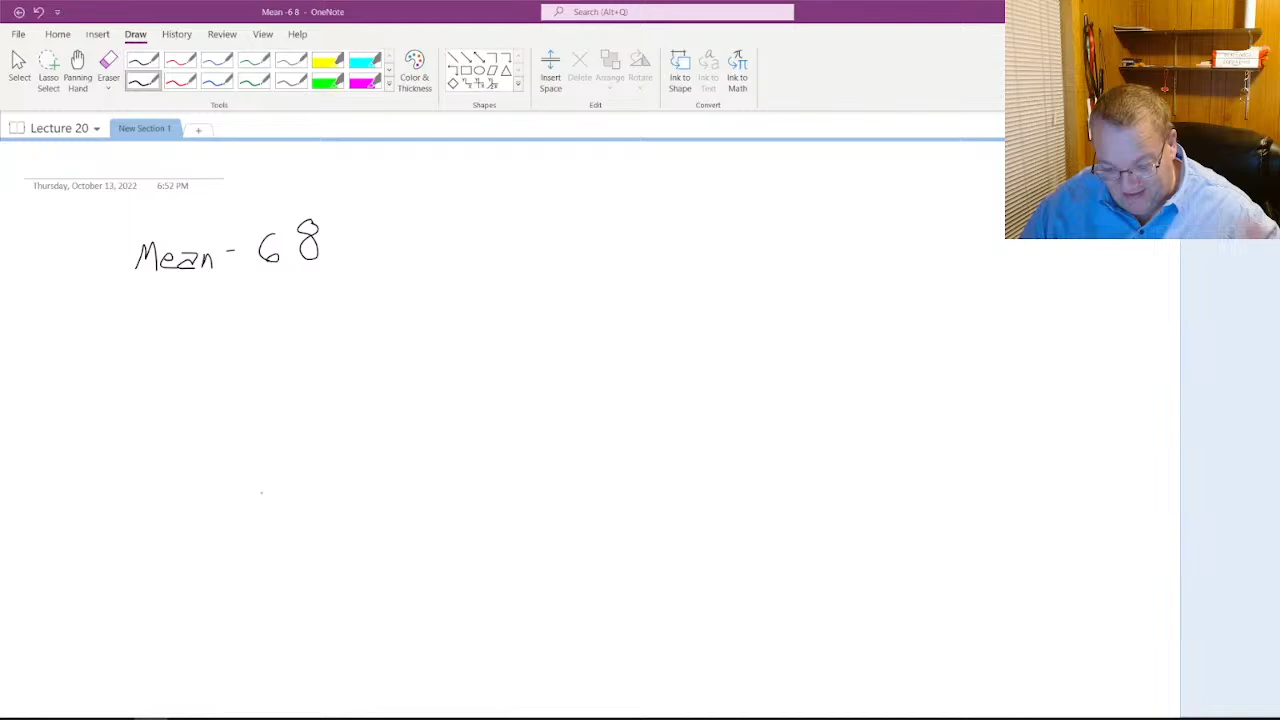 Mean -6 8 - OneNote
Search (Alt+Q)
File Home Insert Draw History Review View Help
Select
Lasso Select
Panning Hand
Eraser
Color & Thickness
Insert Space
Delete
Arrange
Rotate
Ink to Shape
Ink to Text
Ink to Math
Tools
Shapes
Edit
Convert
Lecture 20
New Section 1
Thursday, October 13, 2022 6:52 PM
Mean - 68